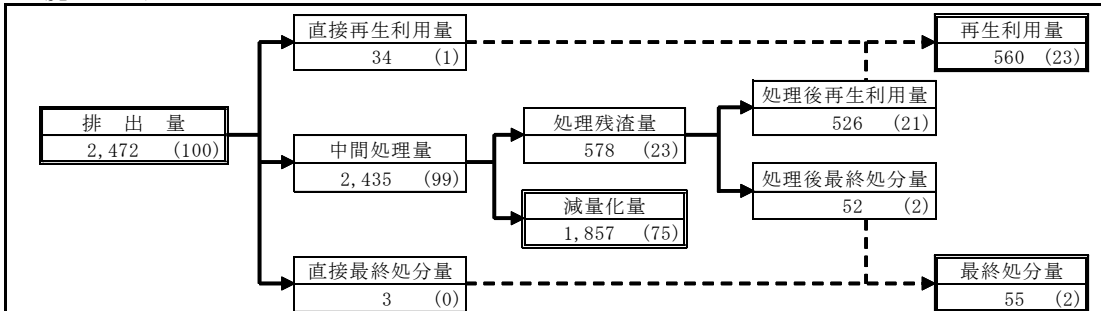 直接再生利用量
34 (1)
再生利用量
560 (23)
処理後再生利用量
526 (21)
排 出 量
2,472 (100)
処理残渣量
578 (23)
中間処理量
2,435 (99)
処理後最終処分量
52 (2)
減量化量
1,857 (75)
直接最終処分量
3 (0)
最終処分量
55 (2)